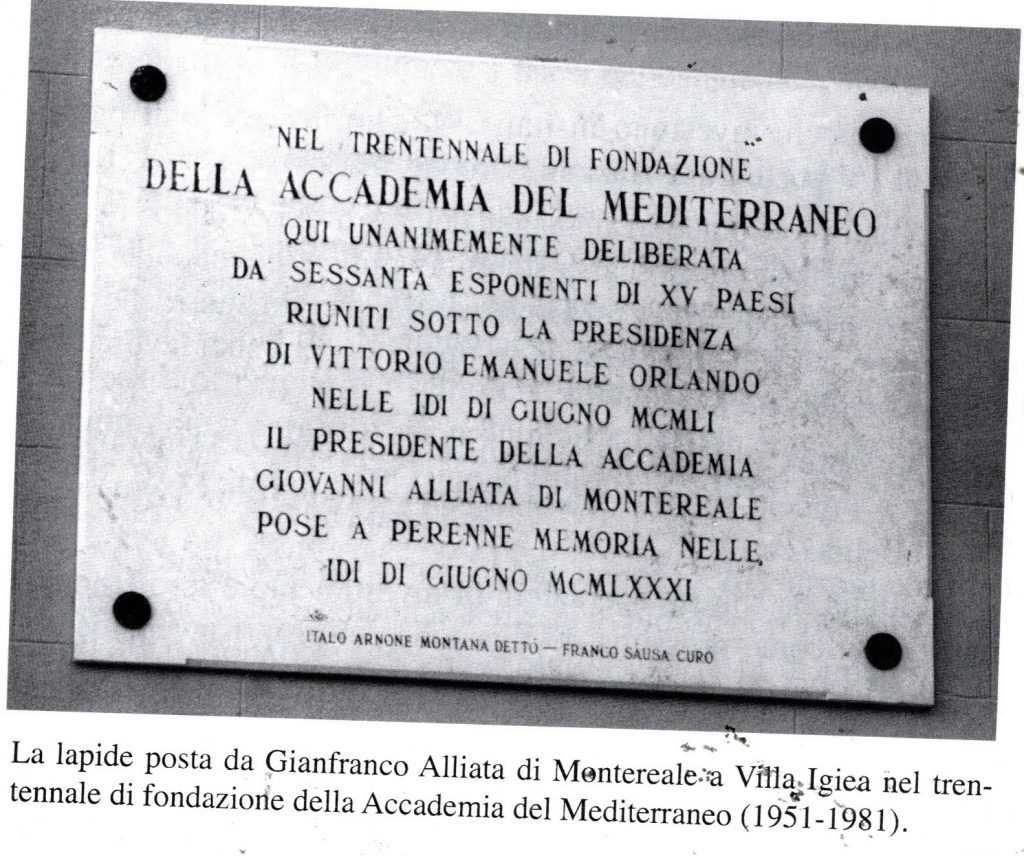 NEL TRENTENNALE DI FONDAZIONE
DELLA ACCADEMIA DEL MEDITERRANEO
QUI UNANIMEMENTE DELIBERATA
DA SESSANTA ESPONENTI DI XV PAESI
RIUNITI SOTTO LA PRESIDENZA
DI VITTORIO EMANUELE ORLANDO
NELLE IDI DI GIUGNO MCMLI
IL PRESIDENTE DELLA ACCADEMIA
GIOVANNI ALLIATA DI MONTEREALE
POSE A PERENNE MEMORIA NELLE
IDI DI GIUGNO MCMLXXXI
ITALO ARNONE MONTANA DETTÒ — FRANCO SAUSA CURÒ
La lapide posta da Gianfranco Alliata di Montereale a Villa Igiea nel tren-
tennale di fondazione della Accademia del Mediterraneo (1951-1981).